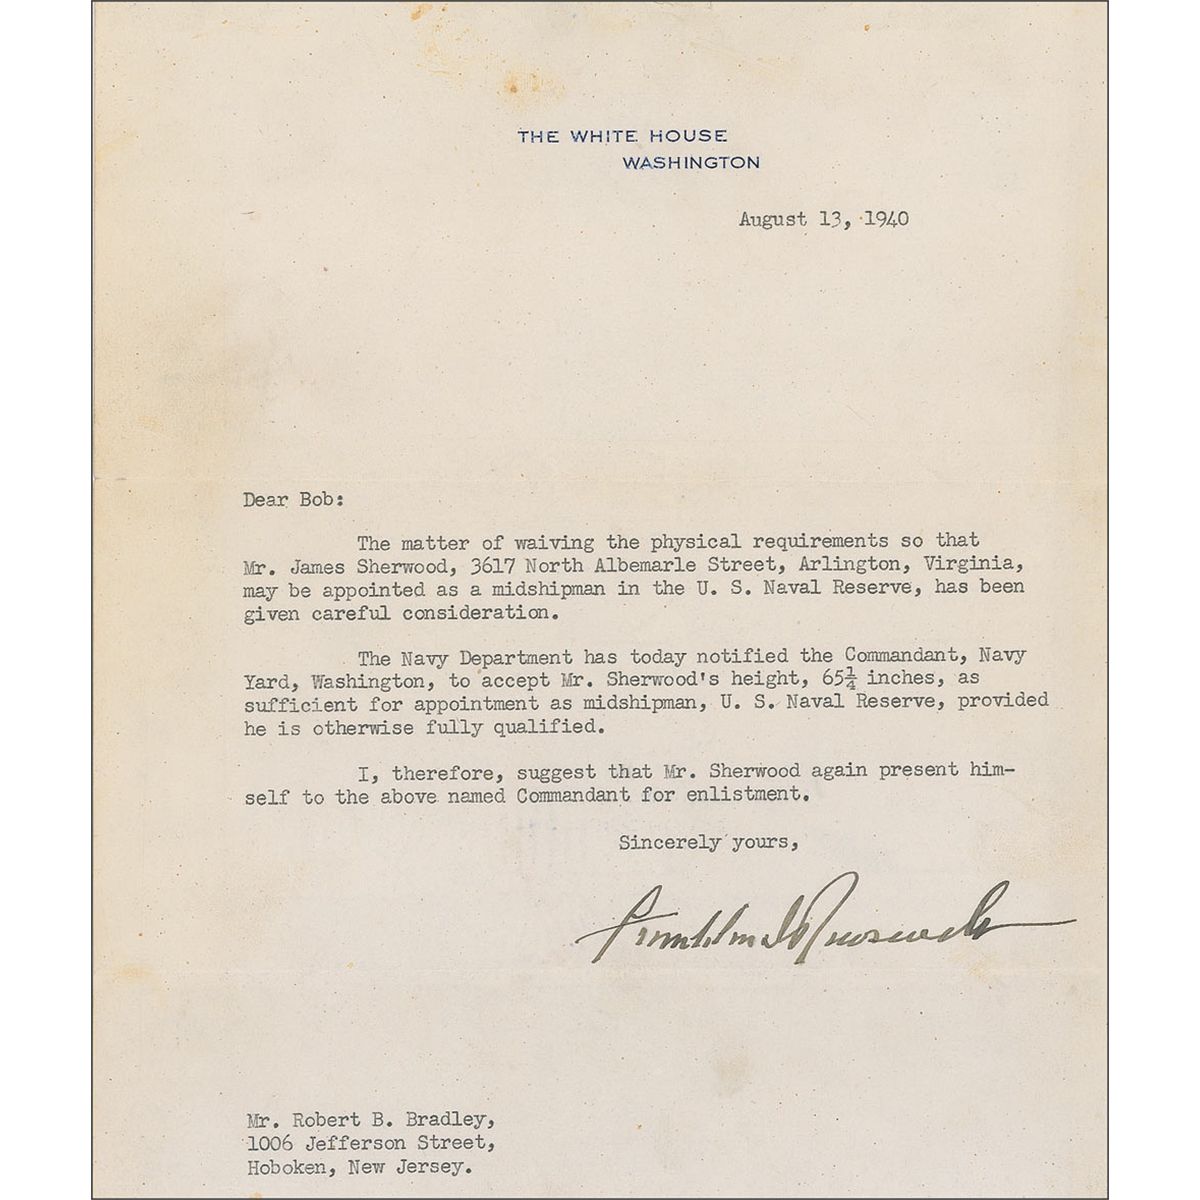 THE WHITE HOUSE
WASHINGTON
August 13, 1940
Dear Bob:
The matter of waiving the physical requirements so that
Mr. James Sherwood, 3617 North Albemarle Street, Arlington, Virginia,
may be appointed as a midshipman in the U. S. Naval Reserve, has been
given careful consideration.
The Navy Department has today notified the Commandant, Navy
Yard, Washington, to accept Mr. Sherwood's height, 65¼ inches, as
sufficient for appointment as midshipman, U. S. Naval Reserve, provided
he is otherwise fully qualified.
I, therefore, suggest that Mr. Sherwood again present him-
self to the above named Commandant for enlistment.
Sincerely yours,
Franklin D Roosevelt
Mr. Robert B. Bradley,
1006 Jefferson Street,
Hoboken, New Jersey.